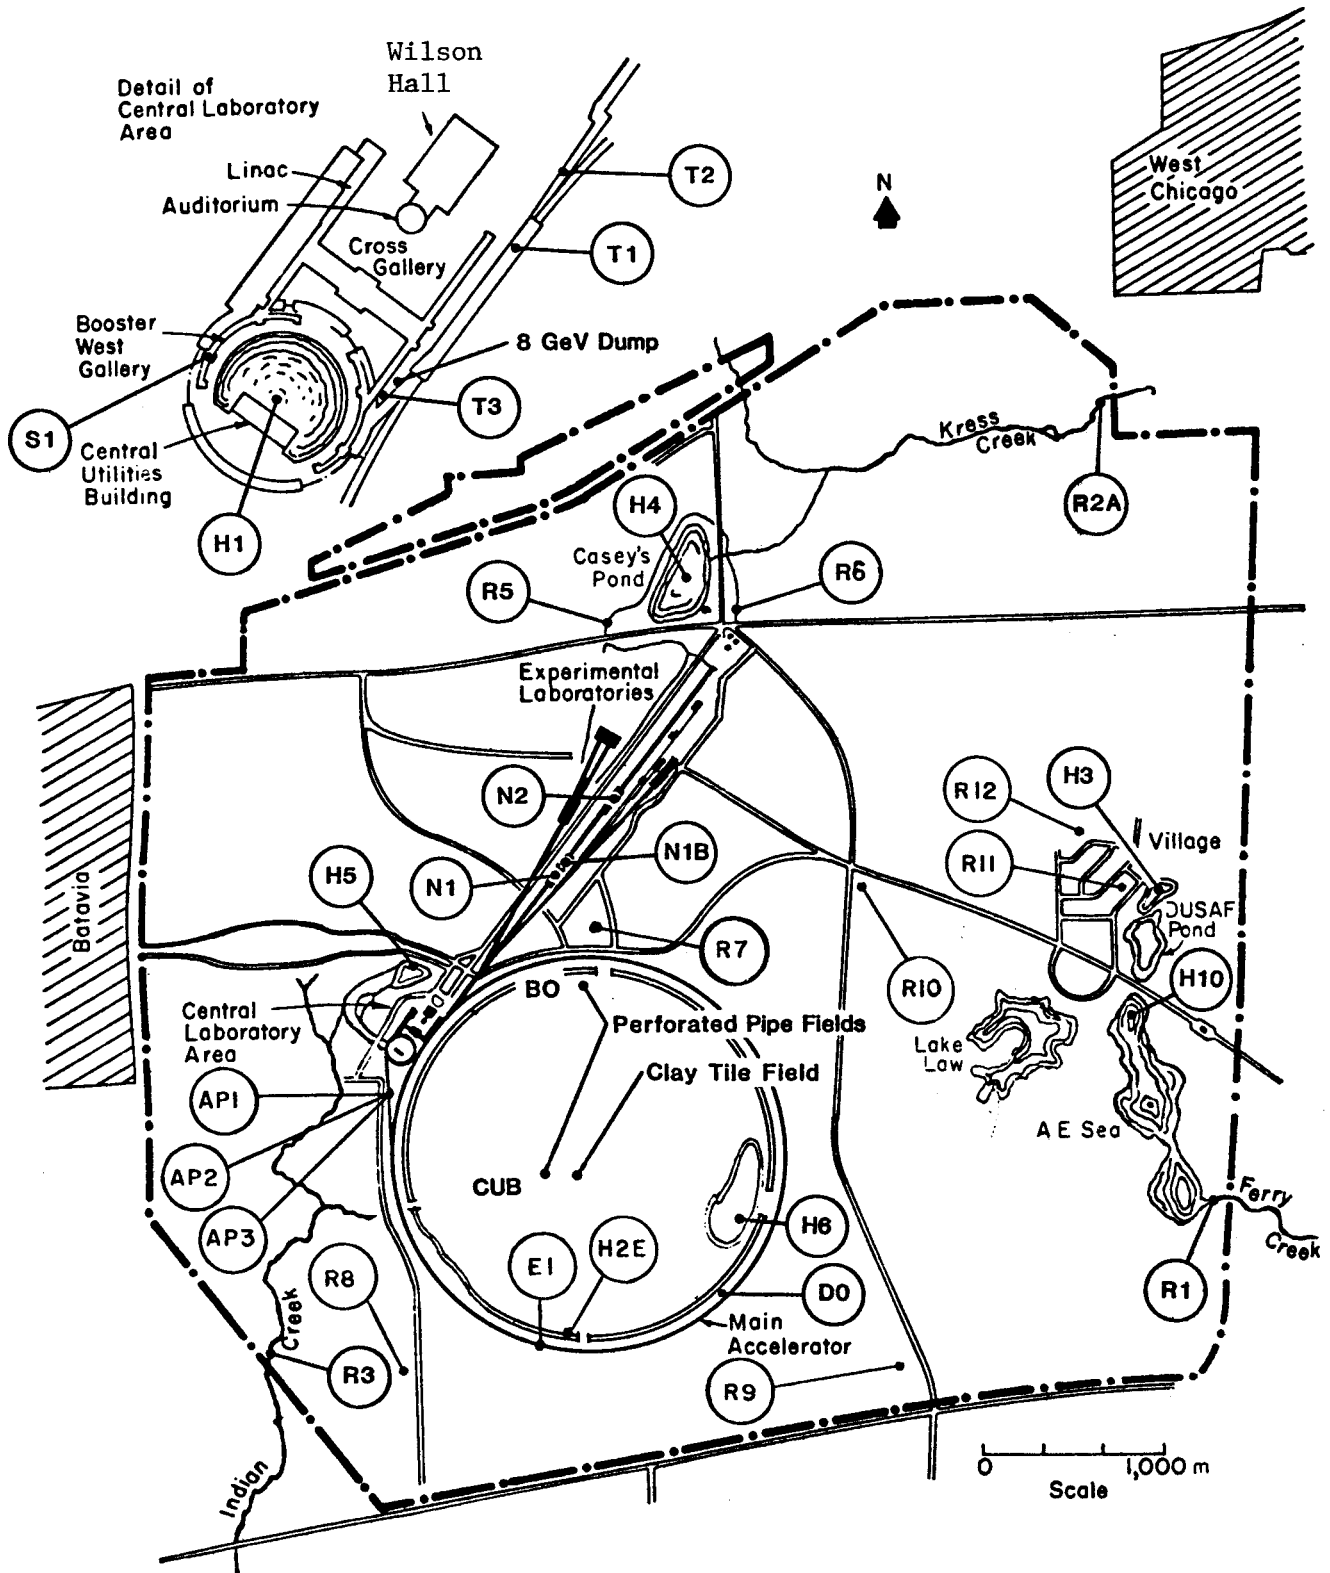 Wilson
Hall
Detail of
Central Laboratory
Area
Linac
Auditorium
T2
N
West
Chicago
Cross
Gallery
T1
Booster
West
Gallery
8 GeV Dump
T3
S1
Central
Utilities
Building
H1
Kress
Creek
R2A
H4
Casey's
Pond
R5
R6
Experimental
Laboratories
N2
R12
H3
Village
N1B
R11
H5
N1
Batavia
R7
DUSAF
Pond
R10
H10
BO
Central
Laboratory
Area
Perforated Pipe Fields
Lake
Law
Clay Tile Field
AP1
A E Sea
AP2
CUB
Ferry
Creek
AP3
H6
E1
H2E
R8
D0
R1
Creek
Main
Accelerator
R3
R9
Indian
0
1,000 m
Scale